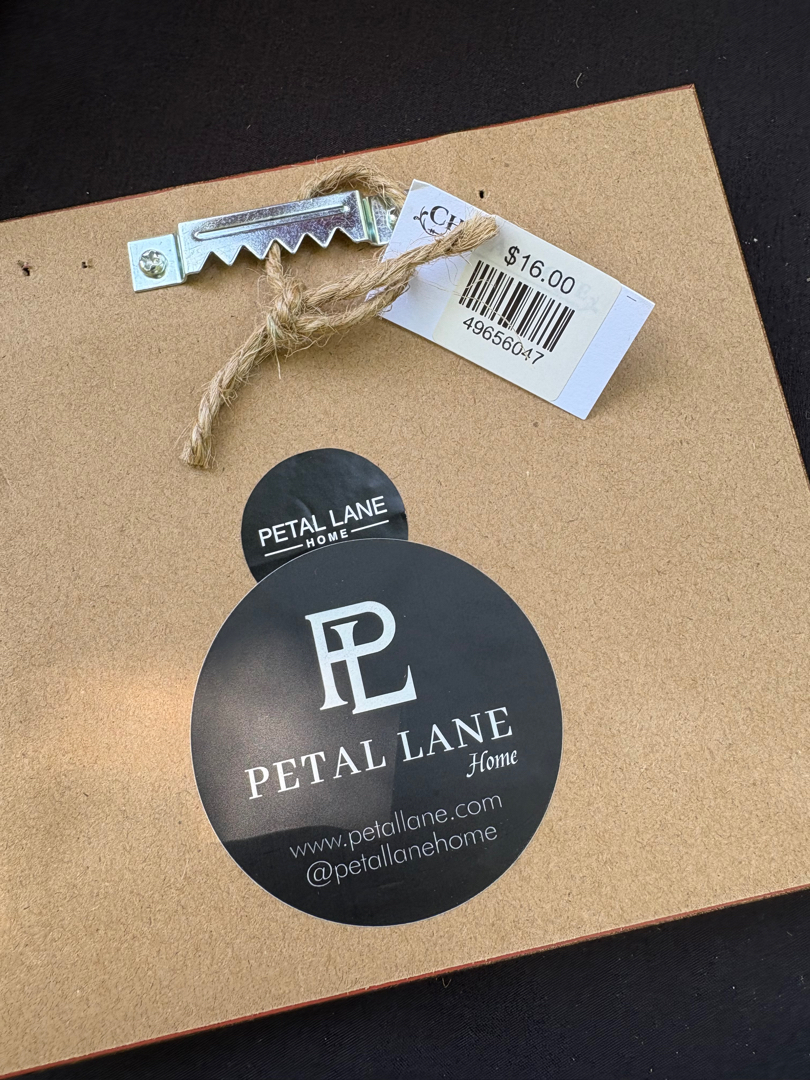 $16.00
49656047
PETAL LANE
HOME
PL
PETAL LANE
Home
www.petallane.com
@petallanehome